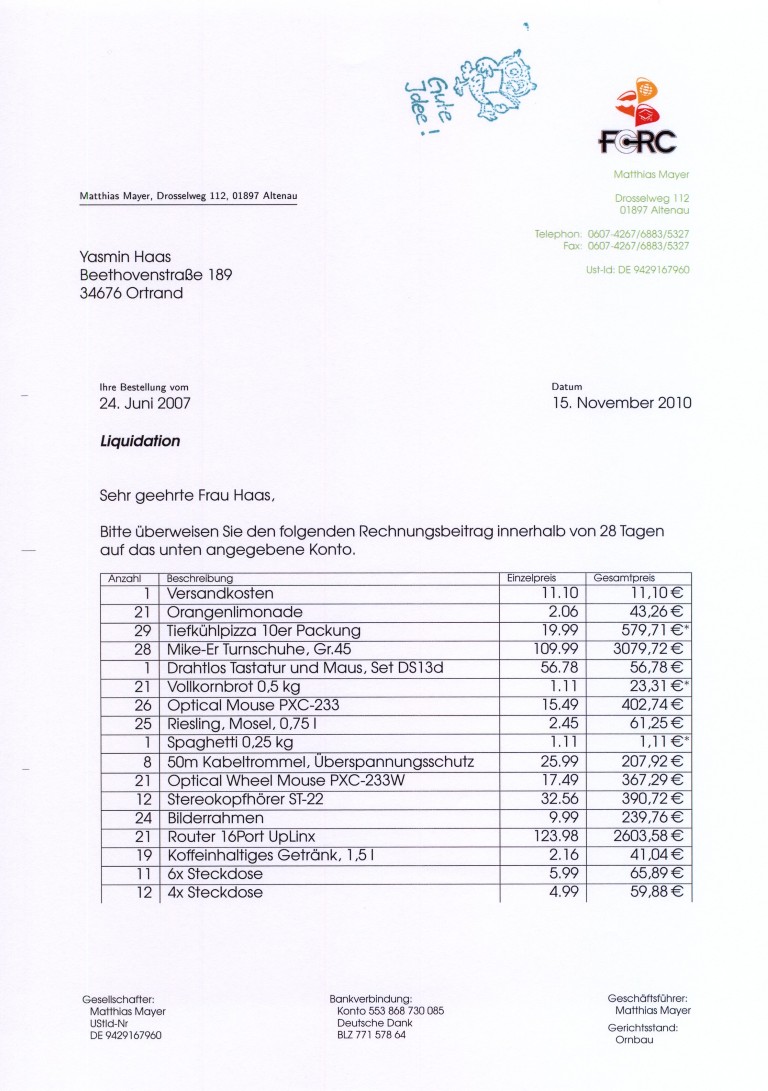 Gute
Idee!
FCRC
Matthias Mayer
Drosselweg 112
01897 Altenau
Telephon: 0607-4267/6883/5327
Fax: 0607-4267/6883/5327
Ust-Id: DE 9429167960
Matthias Mayer, Drosselweg 112, 01897 Altenau
Yasmin Haas
Beethovenstraße 189
34676 Ortrand
Ihre Bestellung vom Datum
24. Juni 2007 15. November 2010
Liquidation
Sehr geehrte Frau Haas,
Bitte überweisen Sie den folgenden Rechnungsbeitrag innerhalb von 28 Tagen
auf das unten angegebene Konto.
Anzahl Beschreibung Einzelpreis Gesamtpreis
1 Versandkosten 11.10 11,10 €
21 Orangenlimonade 2.06 43,26 €
29 Tiefkühlpizza 10er Packung 19.99 579,71 €*
28 Mike-Er Turnschuhe, Gr.45 109.99 3079,72 €
1 Drahtlos Tastatur und Maus, Set DS13d 56.78 56,78 €
21 Vollkornbrot 0,5 kg 1.11 23,31 €*
26 Optical Mouse PXC-233 15.49 402,74 €
25 Riesling, Mosel, 0,75 l 2.45 61,25 €
1 Spaghetti 0,25 kg 1.11 1,11 €*
8 50m Kabeltrommel, Überspannungsschutz 25.99 207,92 €
21 Optical Wheel Mouse PXC-233W 17.49 367,29 €
12 Stereokopfhörer ST-22 32.56 390,72 €
24 Bilderrahmen 9.99 239,76 €
21 Router 16Port UpLinx 123.98 2603,58 €
19 Koffeinhaltiges Getränk, 1,5 l 2.16 41,04 €
11 6x Steckdose 5.99 65,89 €
12 4x Steckdose 4.99 59,88 €
Gesellschafter:
Matthias Mayer
UStId-Nr
DE 9429167960
Bankverbindung:
Konto 553 868 730 085
Deutsche Dank
BLZ 771 578 64
Geschäftsführer:
Matthias Mayer
Gerichtsstand:
Ornbau